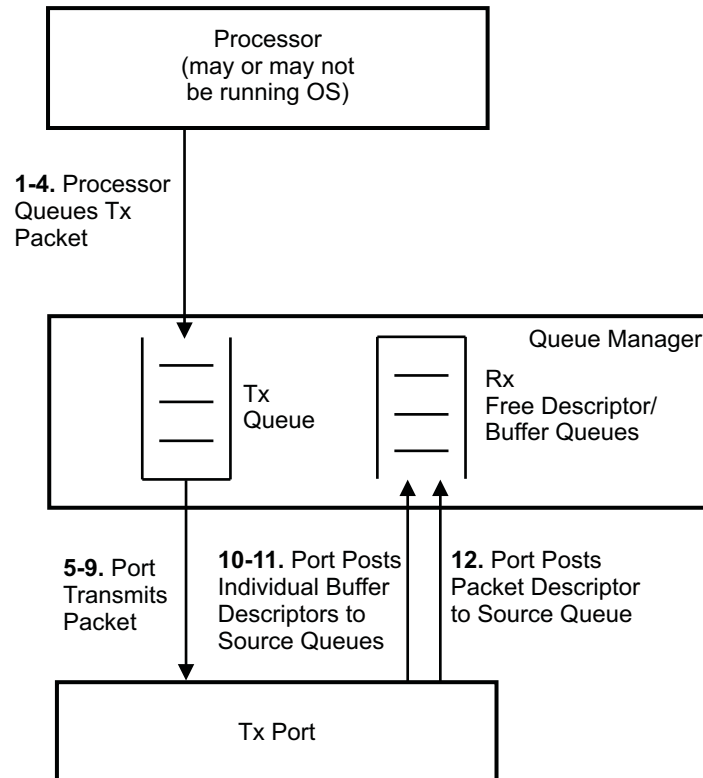 Processor
(may or may not
be running OS)
1-4. Processor
Queues Tx
Packet
Queue Manager
Tx
Queue
Rx
Free Descriptor/
Buffer Queues
5-9. Port
Transmits
Packet
10-11. Port Posts
Individual Buffer
Descriptors to
Source Queues
12. Port Posts
Packet Descriptor
to Source Queue
Tx Port